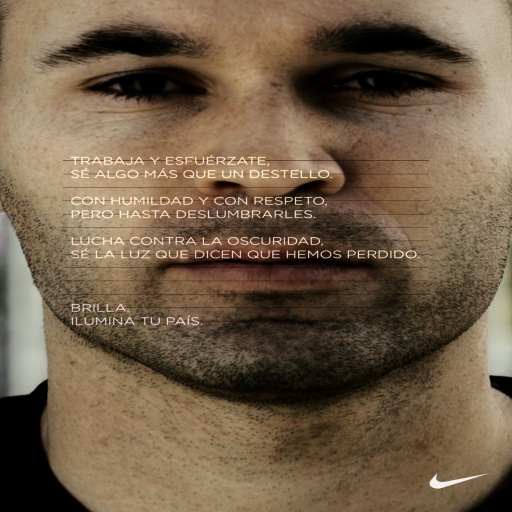 TRABAJA Y ESFUÉRZATE,
SÉ ALGO MÁS QUE UN DESTELLO.
CON HUMILDAD Y CON RESPETO,
PERO HASTA DESLUMBRARLES.
LUCHA CONTRA LA OSCURIDAD,
SÉ LA LUZ QUE DICEN QUE HEMOS PERDIDO.
BRILLA.
ILUMINA TU PAÍS.